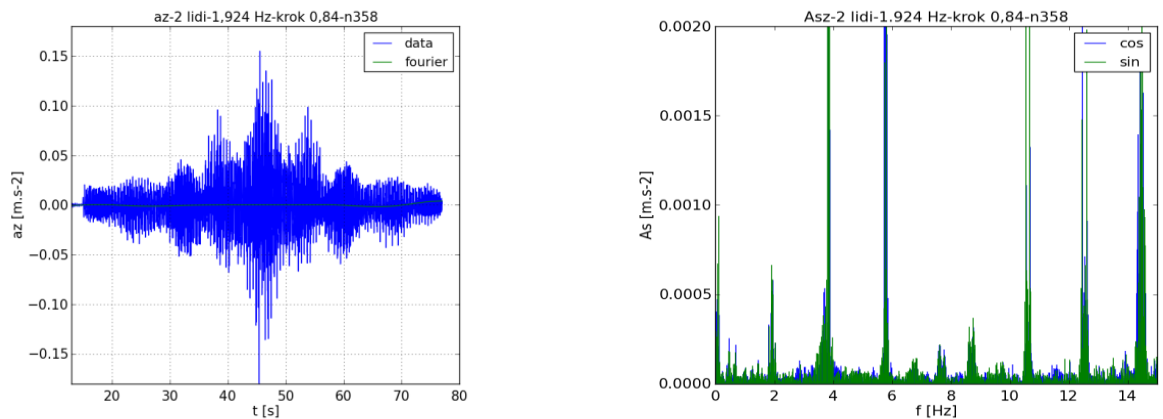 az-2 lidi-1,924 Hz-krok 0,84-n358
data
fourier
0.15
0.10
0.05
0.00
−0.05
−0.10
−0.15
az [m.s-2]
20 30 40 50 60 70 80
t [s]
Asz-2 lidi-1.924 Hz-krok 0,84-n358
cos
sin
0.0020
0.0015
0.0010
0.0005
0.0000
As [m.s-2]
0 2 4 6 8 10 12 14
f [Hz]